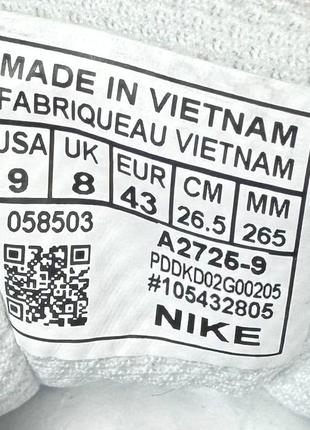 MADE IN VIETNAM
FABRIQUEAU VIETNAM
USA UK EUR CM MM
9 8 43 26.5 265
058503
A2725-9
PDDKD02G00205
#105432805
NIKE